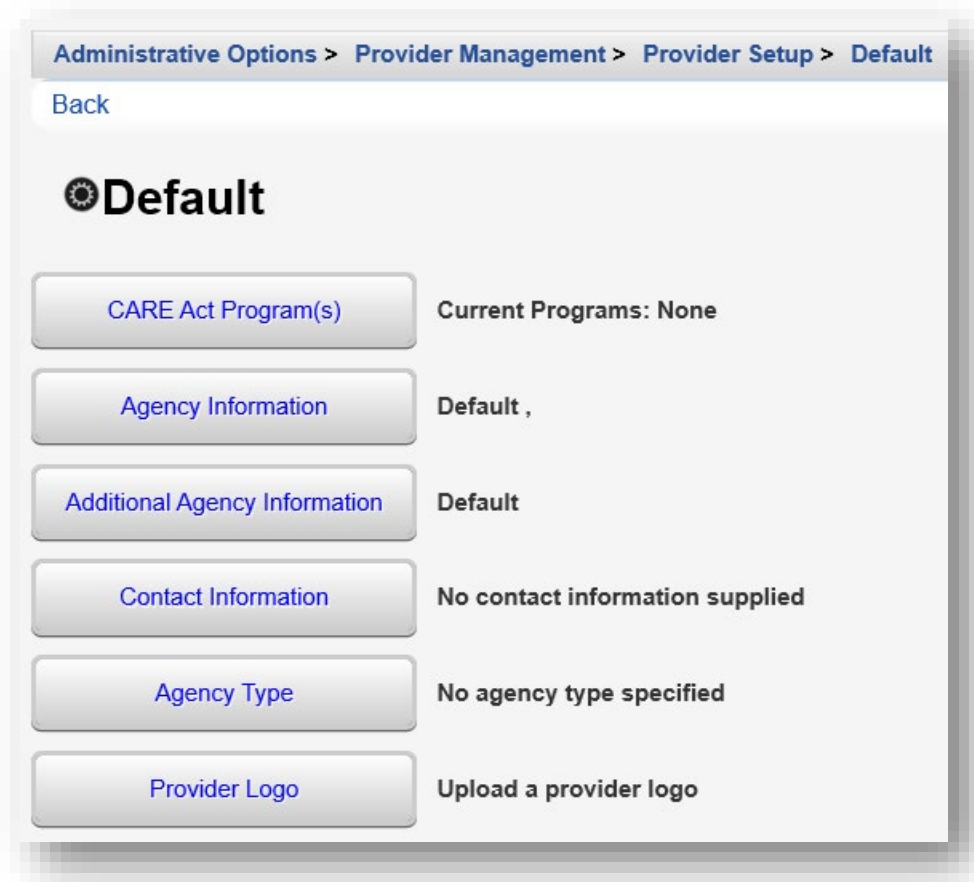 Administrative Options > Provider Management > Provider Setup > Default
Back
Default
CARE Act Program(s) Current Programs: None
Agency Information Default ,
Additional Agency Information Default
Contact Information No contact information supplied
Agency Type No agency type specified
Provider Logo Upload a provider logo